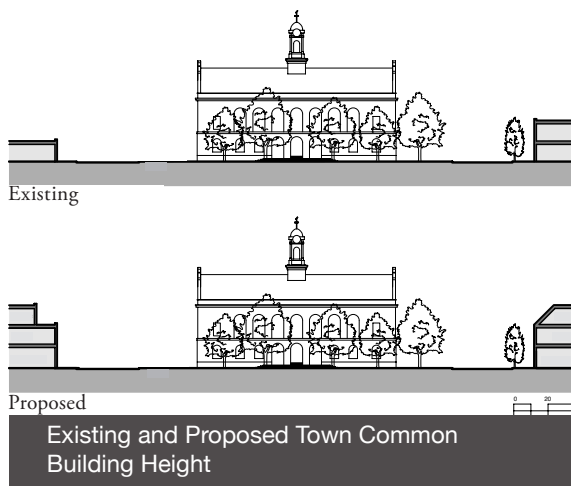 Existing
Proposed
0 20
Existing and Proposed Town Common
Building Height